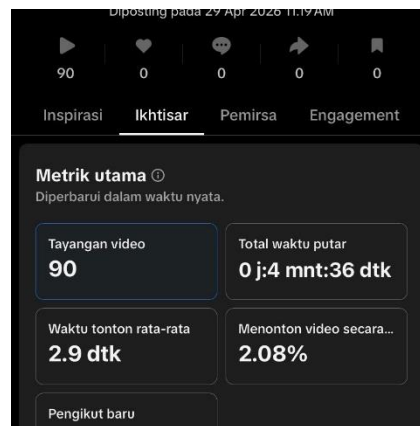 Diposting pada 29 Apr 2026 11.19 AM
90 0 0 0 0
Inspirasi Ikhtisar Pemirsa Engagement
Metrik utama
Diperbarui dalam waktu nyata.
Tayangan video Total waktu putar
90 0 j:4 mnt:36 dtk
Waktu tonton rata-rata Menonton video secara...
2.9 dtk 2.08%
Pengikut baru